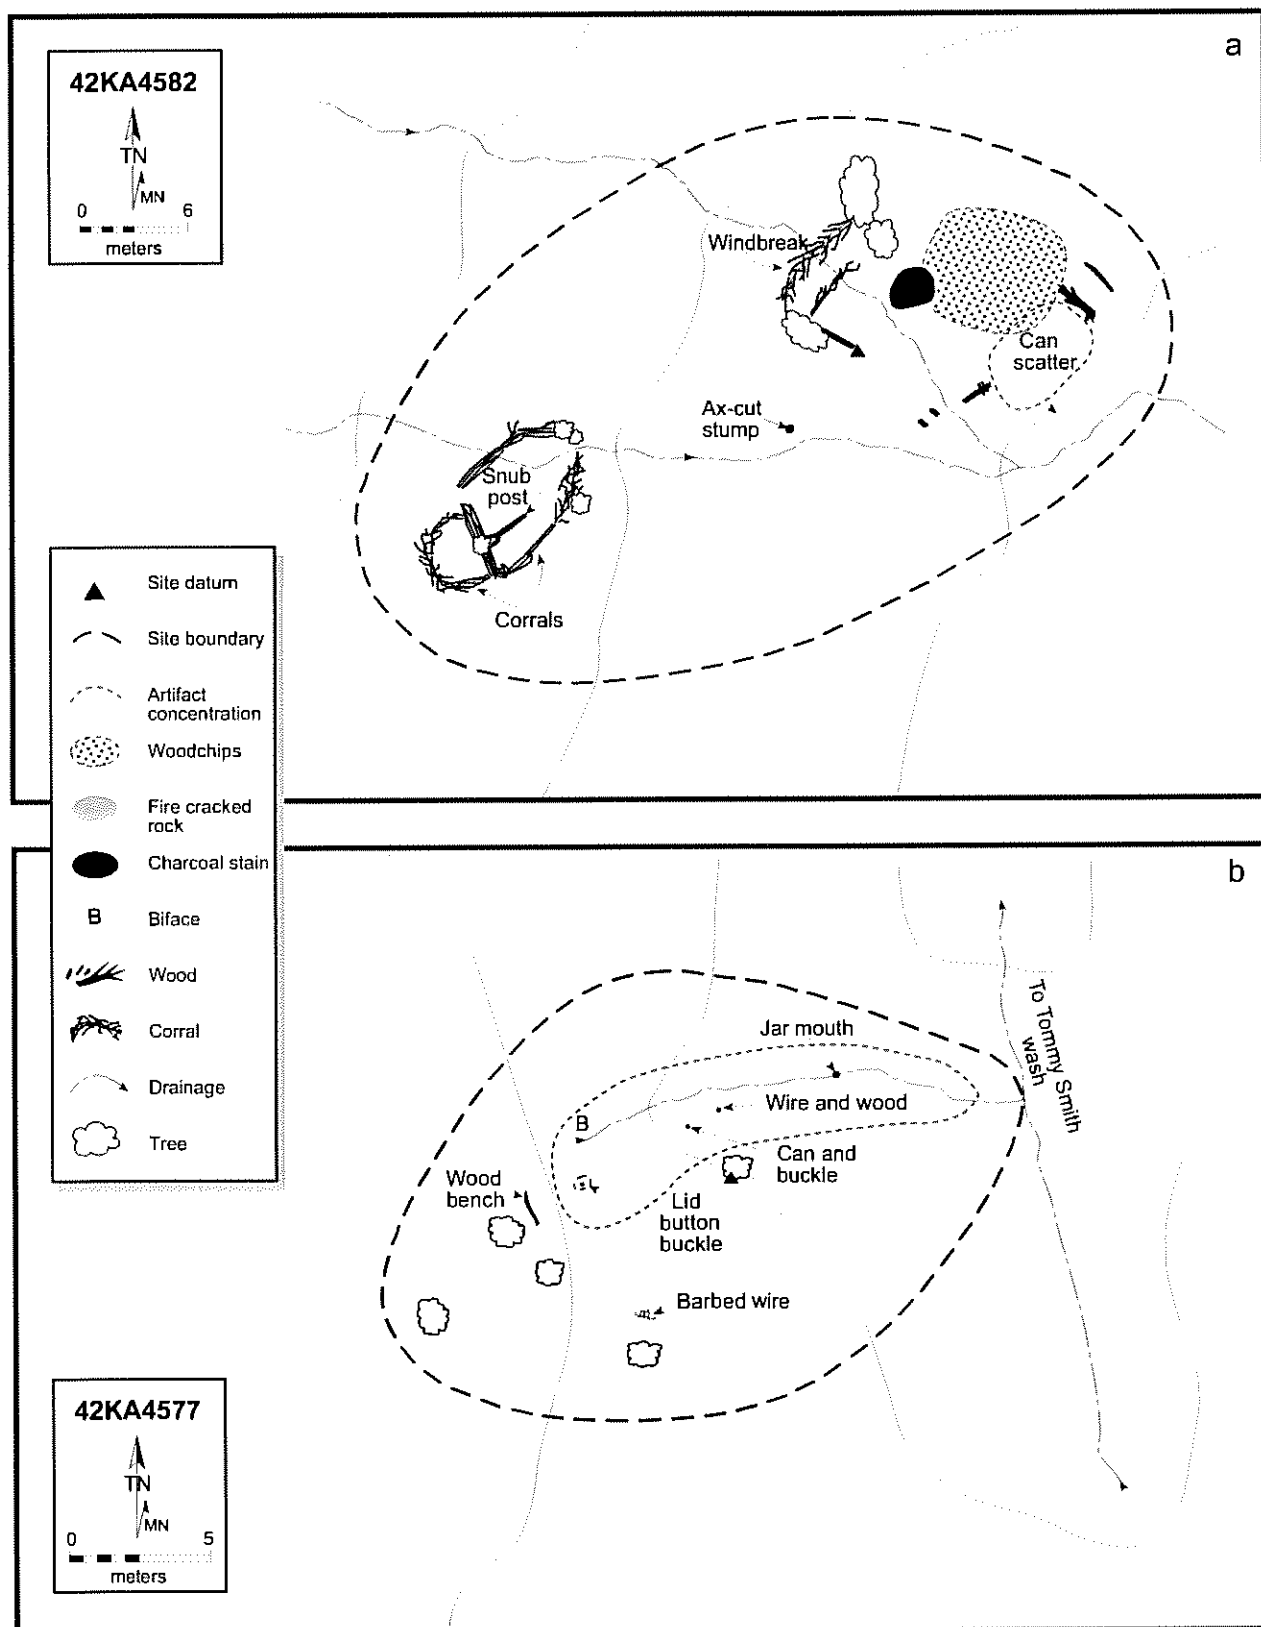 a
42KA4582
TN
MN
0 6
meters
Windbreak
Can
scatter
Ax-cut
stump
Snub
post
Corrals
Site datum
Site boundary
Artifact
concentration
Woodchips
Fire cracked
rock
Charcoal stain
B Biface
Wood
Corral
Drainage
Tree
b
To Tommy Smith
wash
Jar mouth
Wire and wood
B
Can and
buckle
Wood
bench
Lid
button
buckle
Barbed wire
42KA4577
TN
MN
0 5
meters